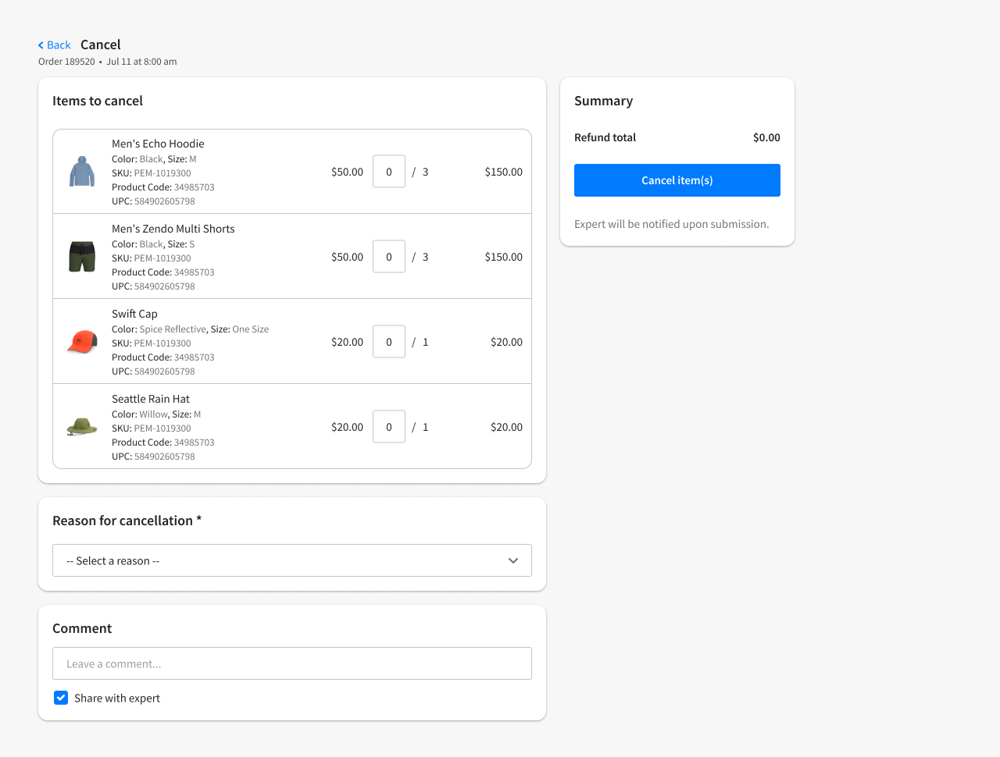 Back Cancel
Order 189520 • Jul 11 at 8:00 am
Items to cancel
Men's Echo Hoodie
Color: Black, Size: M
SKU: PEM-1019300
Product Code: 34985703
UPC: 584902605798
$50.00 0 / 3 $150.00
Men's Zendo Multi Shorts
Color: Black, Size: S
SKU: PEM-1019300
Product Code: 34985703
UPC: 584902605798
$50.00 0 / 3 $150.00
Swift Cap
Color: Spice Reflective, Size: One Size
SKU: PEM-1019300
Product Code: 34985703
UPC: 584902605798
$20.00 0 / 1 $20.00
Seattle Rain Hat
Color: Willow, Size: M
SKU: PEM-1019300
Product Code: 34985703
UPC: 584902605798
$20.00 0 / 1 $20.00
Reason for cancellation *
-- Select a reason --
Comment
Leave a comment...
Share with expert
Summary
Refund total $0.00
Cancel item(s)
Expert will be notified upon submission.